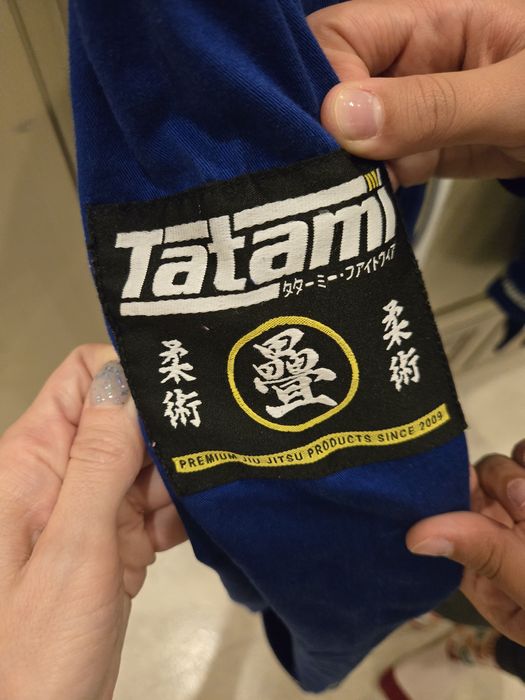 Tatami
タターミー・ファイトウィア
柔術
疊
柔術
PREMIUM JIU JITSU PRODUCTS SINCE 2009